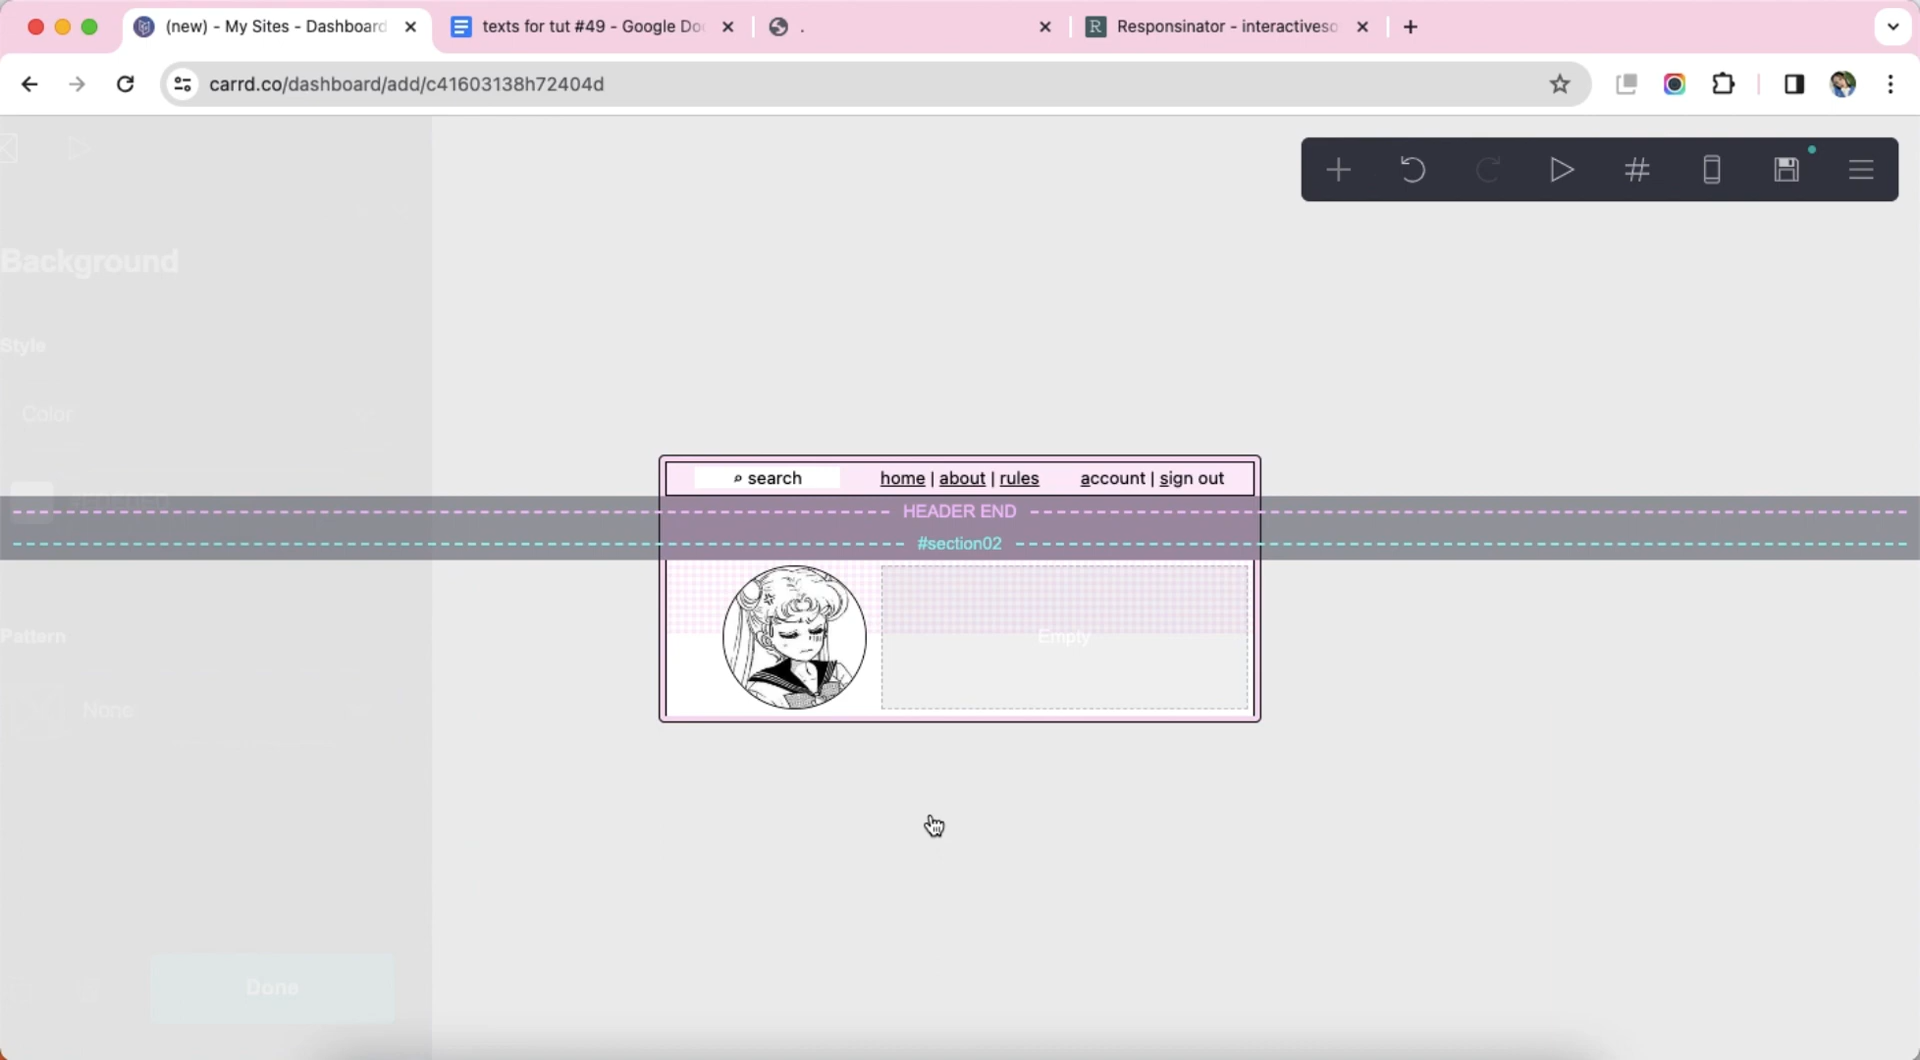 (new) - My Sites - Dashboard
texts for tut #49 - Google Do
.
Responsinator - interactiveso
carrd.co/dashboard/add/c41603138h72404d
Background
Style
Color
Pattern
None
Done
⌕ search
home | about | rules
account | sign out
HEADER END
#section02
Empty